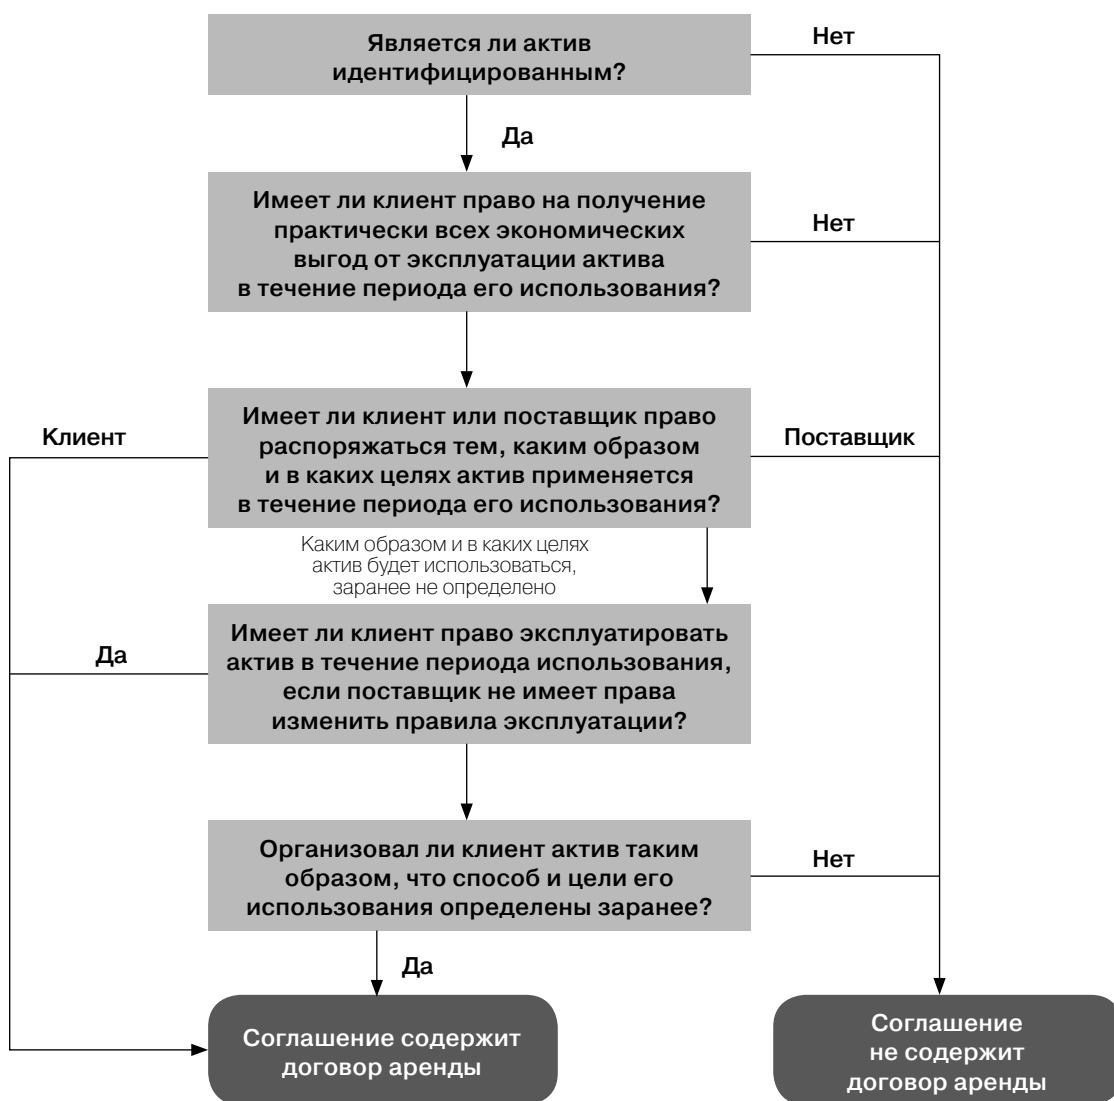 Является ли актив
идентифицированным?
Нет
Да
Имеет ли клиент право на получение
практически всех экономических
выгод от эксплуатации актива
в течение периода его использования?
Нет
Клиент
Имеет ли клиент или поставщик право
распоряжаться тем, каким образом
и в каких целях актив применяется
в течение периода его использования?
Поставщик
Каким образом и в каких целях
актив будет использоваться,
заранее не определено
Да
Имеет ли клиент право эксплуатировать
актив в течение периода использования,
если поставщик не имеет права
изменить правила эксплуатации?
Организовал ли клиент актив таким
образом, что способ и цели его
использования определены заранее?
Нет
Да
Соглашение содержит
договор аренды
Соглашение
не содержит
договор аренды